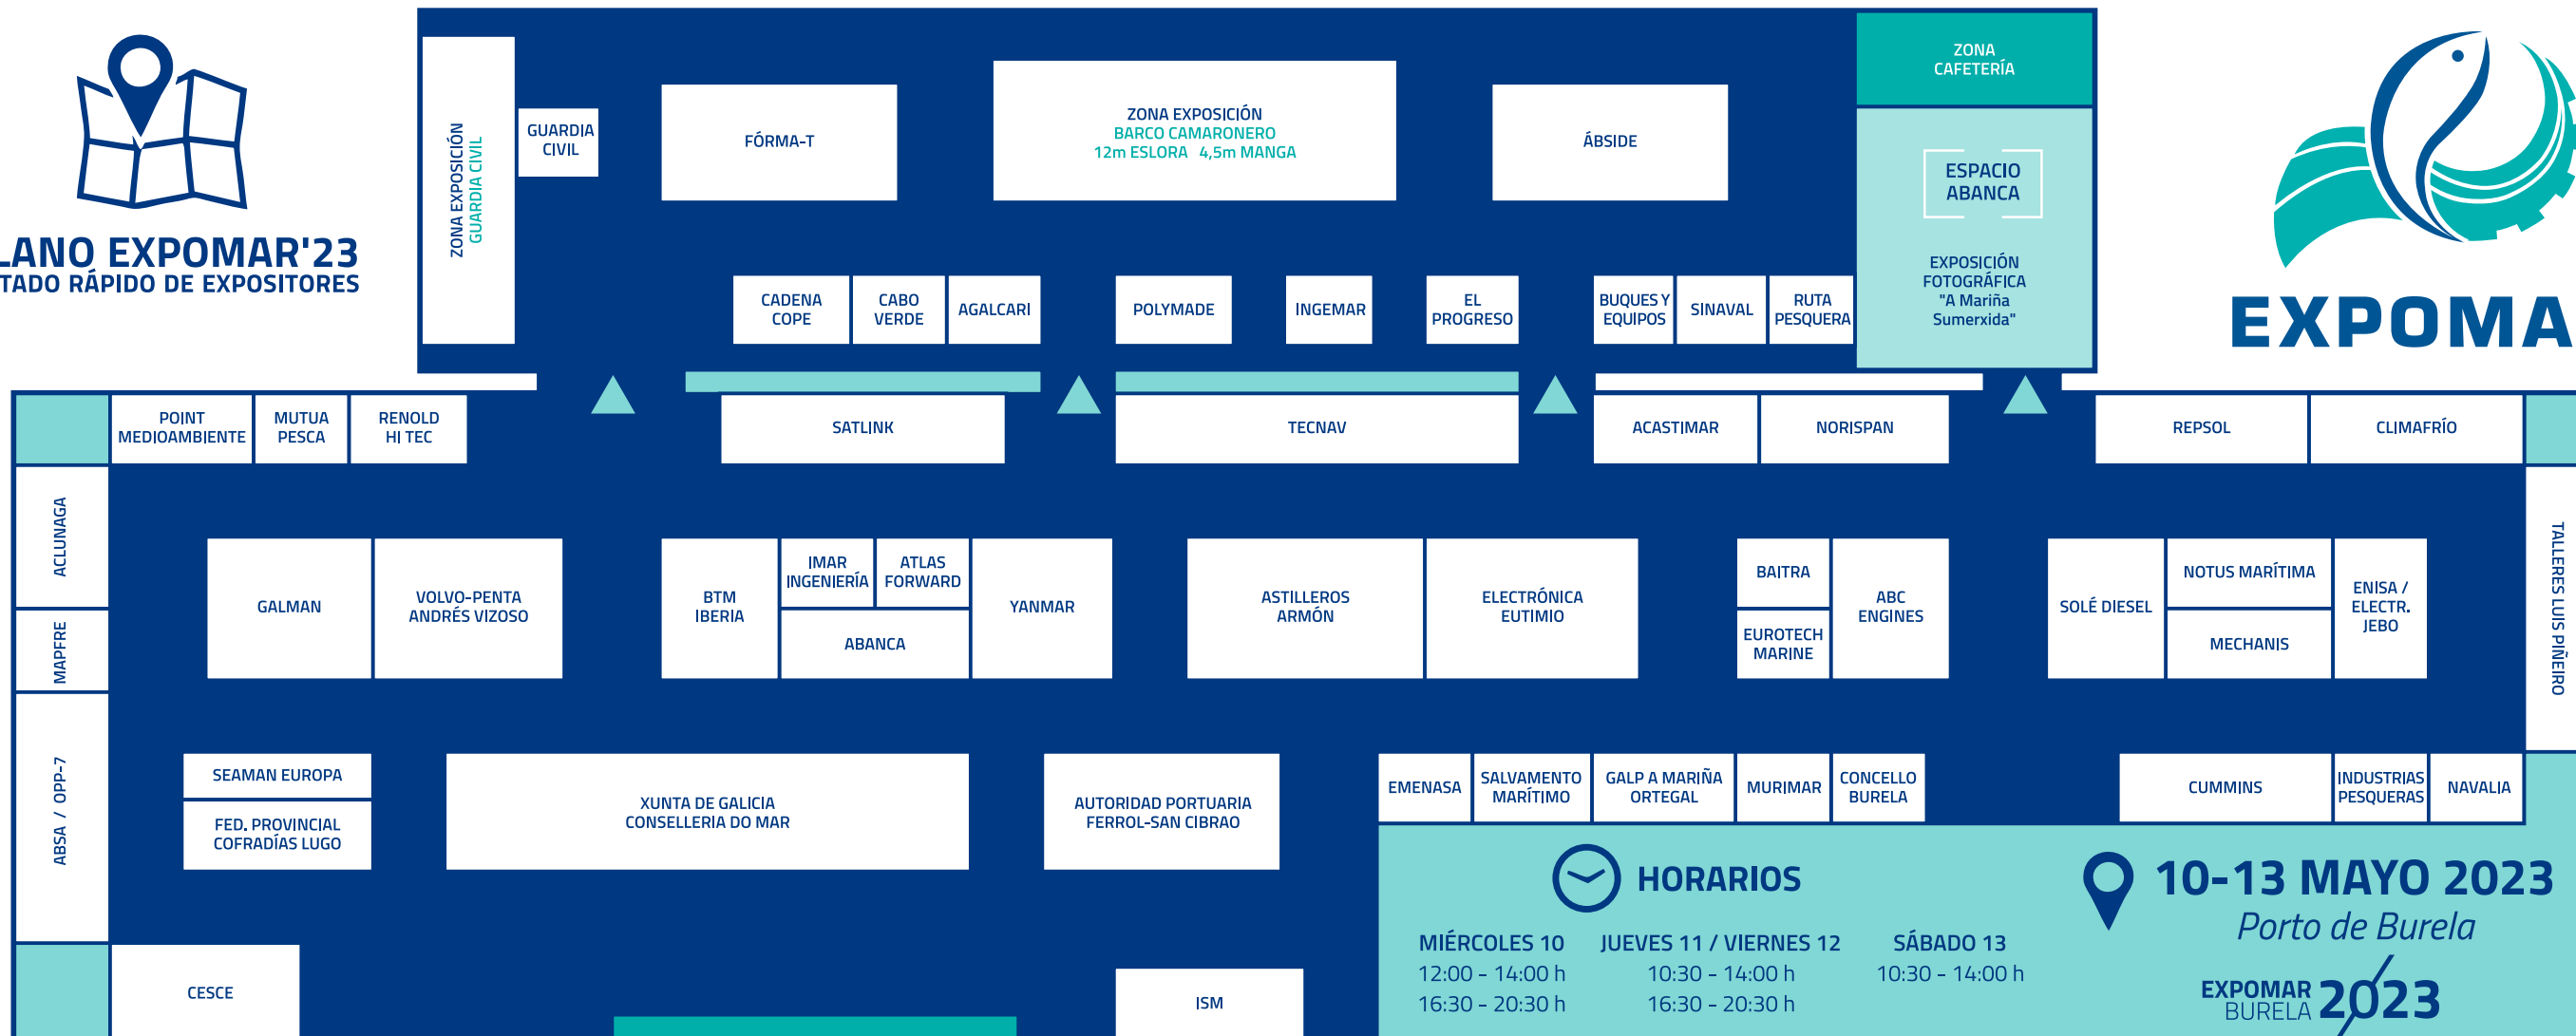 LANO EXPOMAR'23
TADO RÁPIDO DE EXPOSITORES
ZONA EXPOSICIÓN
GUARDIA CIVIL
GUARDIA
CIVIL
FÓRMA-T
ZONA EXPOSICIÓN
BARCO CAMARONERO
12m ESLORA 4,5m MANGA
ÁBSIDE
ZONA
CAFETERÍA
ESPACIO
ABANCA
EXPOSICIÓN
FOTOGRÁFICA
"A Mariña
Sumerxida"
EXPOMA
CADENA
COPE
CABO
VERDE
AGALCARI
POLYMADE
INGEMAR
EL
PROGRESO
BUQUES Y
EQUIPOS
SINAVAL
RUTA
PESQUERA
POINT
MEDIOAMBIENTE
MUTUA
PESCA
RENOLD
HI TEC
SATLINK
TECNAV
ACASTIMAR
NORISPAN
REPSOL
CLIMAFRÍO
ACLUNAGA
MAPFRE
ABSA / OPP-7
GALMAN
VOLVO-PENTA
ANDRÉS VIZOSO
BTM
IBERIA
IMAR
INGENIERÍA
ATLAS
FORWARD
ABANCA
YANMAR
ASTILLEROS
ARMÓN
ELECTRÓNICA
EUTIMIO
BAITRA
EUROTECH
MARINE
ABC
ENGINES
SOLÉ DIESEL
NOTUS MARÍTIMA
MECHANIS
ENISA /
ELECTR.
JEBO
TALLERES LUIS PIÑEIRO
SEAMAN EUROPA
FED. PROVINCIAL
COFRADÍAS LUGO
XUNTA DE GALICIA
CONSELLERIA DO MAR
AUTORIDAD PORTUARIA
FERROL-SAN CIBRAO
EMENASA
SALVAMENTO
MARÍTIMO
GALP A MARIÑA
ORTEGAL
MURIMAR
CONCELLO
BURELA
CUMMINS
INDUSTRIAS
PESQUERAS
NAVALIA
CESCE
ISM
HORARIOS
MIÉRCOLES 10
12:00 - 14:00 h
16:30 - 20:30 h
JUEVES 11 / VIERNES 12
10:30 - 14:00 h
16:30 - 20:30 h
SÁBADO 13
10:30 - 14:00 h
10-13 MAYO 2023
Porto de Burela
EXPOMAR
BURELA
2023